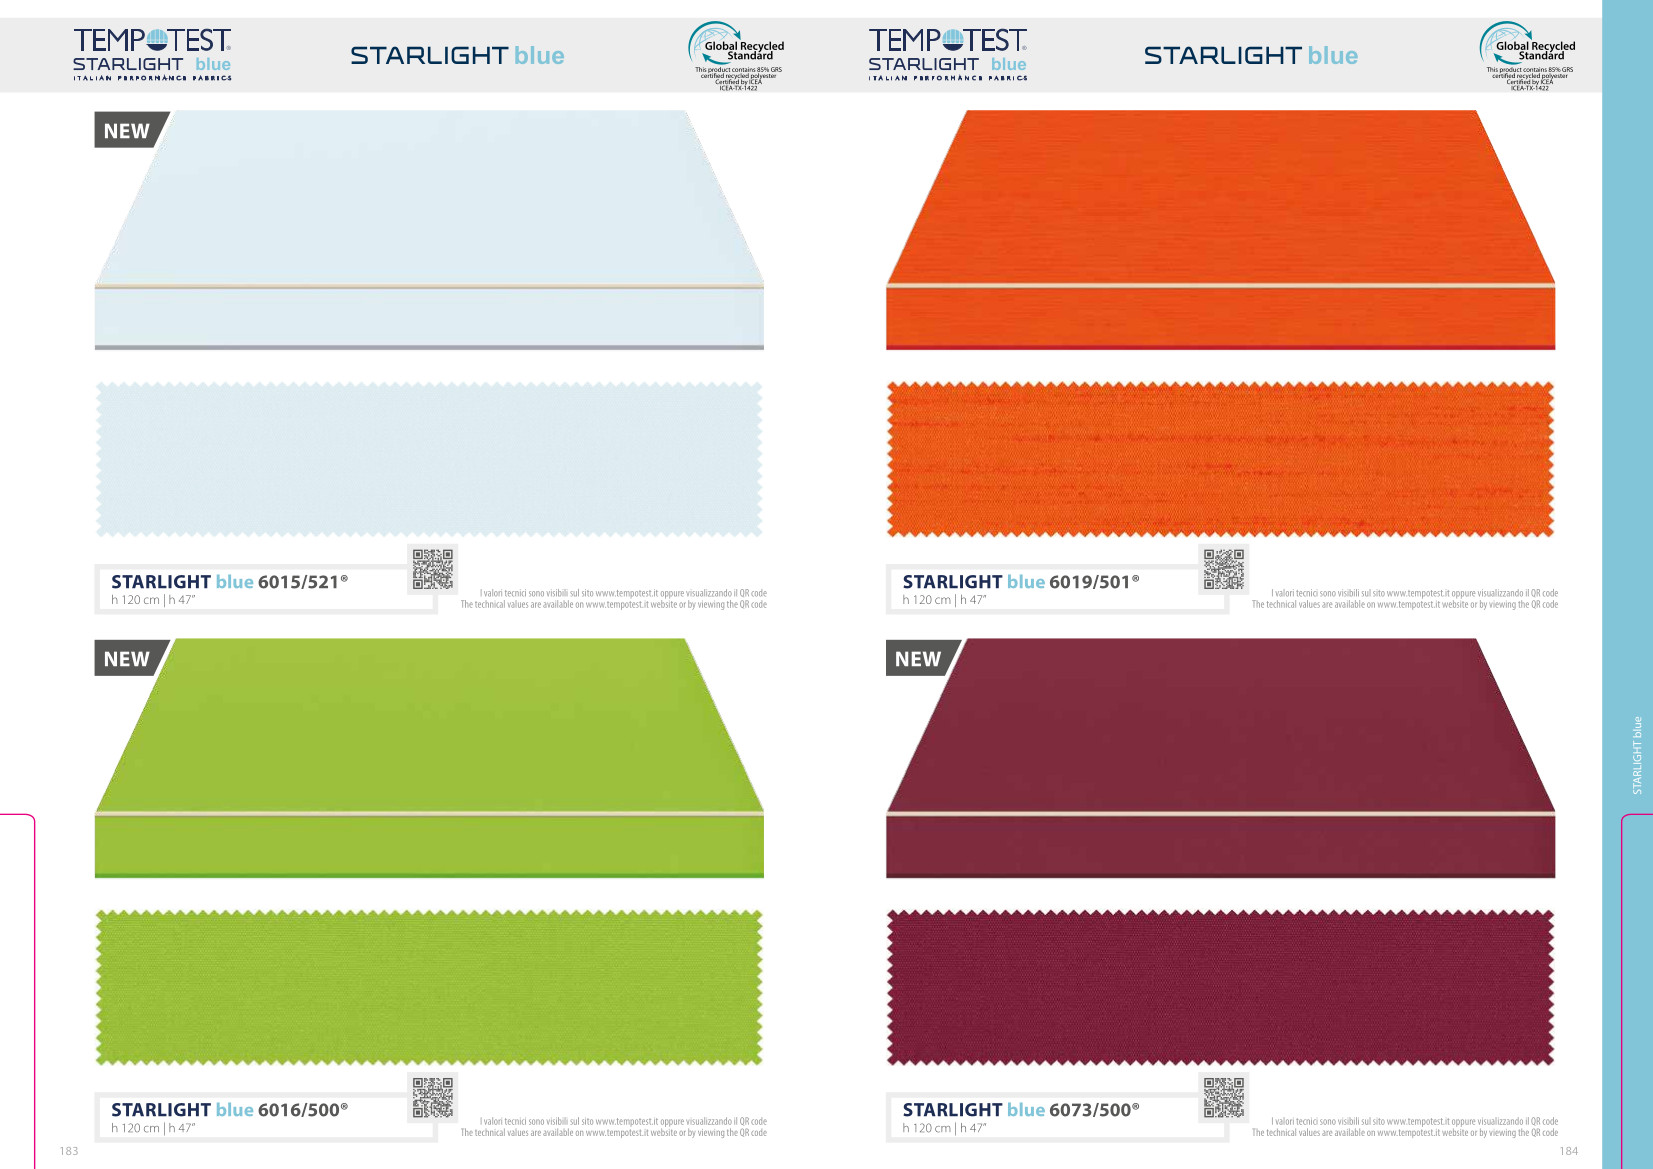 TEMPOTEST®
STARLIGHT blue
ITALIAN PERFORMANCE FABRICS
STARLIGHT blue
Global Recycled
Standard
This product contains 85% GRS
certified recycled polyester
Certified by ICEA
ICEA-TX-1422
NEW
STARLIGHT blue 6015/521®
h 120 cm | h 47”
I valori tecnici sono visibili sul sito www.tempotest.it oppure visualizzando il QR code
The technical values are available on www.tempotest.it website or by viewing the QR code
NEW
STARLIGHT blue 6016/500®
h 120 cm | h 47”
I valori tecnici sono visibili sul sito www.tempotest.it oppure visualizzando il QR code
The technical values are available on www.tempotest.it website or by viewing the QR code
183
TEMPOTEST®
STARLIGHT blue
ITALIAN PERFORMANCE FABRICS
STARLIGHT blue
Global Recycled
Standard
This product contains 85% GRS
certified recycled polyester
Certified by ICEA
ICEA-TX-1422
STARLIGHT blue 6019/501®
h 120 cm | h 47”
I valori tecnici sono visibili sul sito www.tempotest.it oppure visualizzando il QR code
The technical values are available on www.tempotest.it website or by viewing the QR code
NEW
STARLIGHT blue 6073/500®
h 120 cm | h 47”
I valori tecnici sono visibili sul sito www.tempotest.it oppure visualizzando il QR code
The technical values are available on www.tempotest.it website or by viewing the QR code
184
STARLIGHT blue